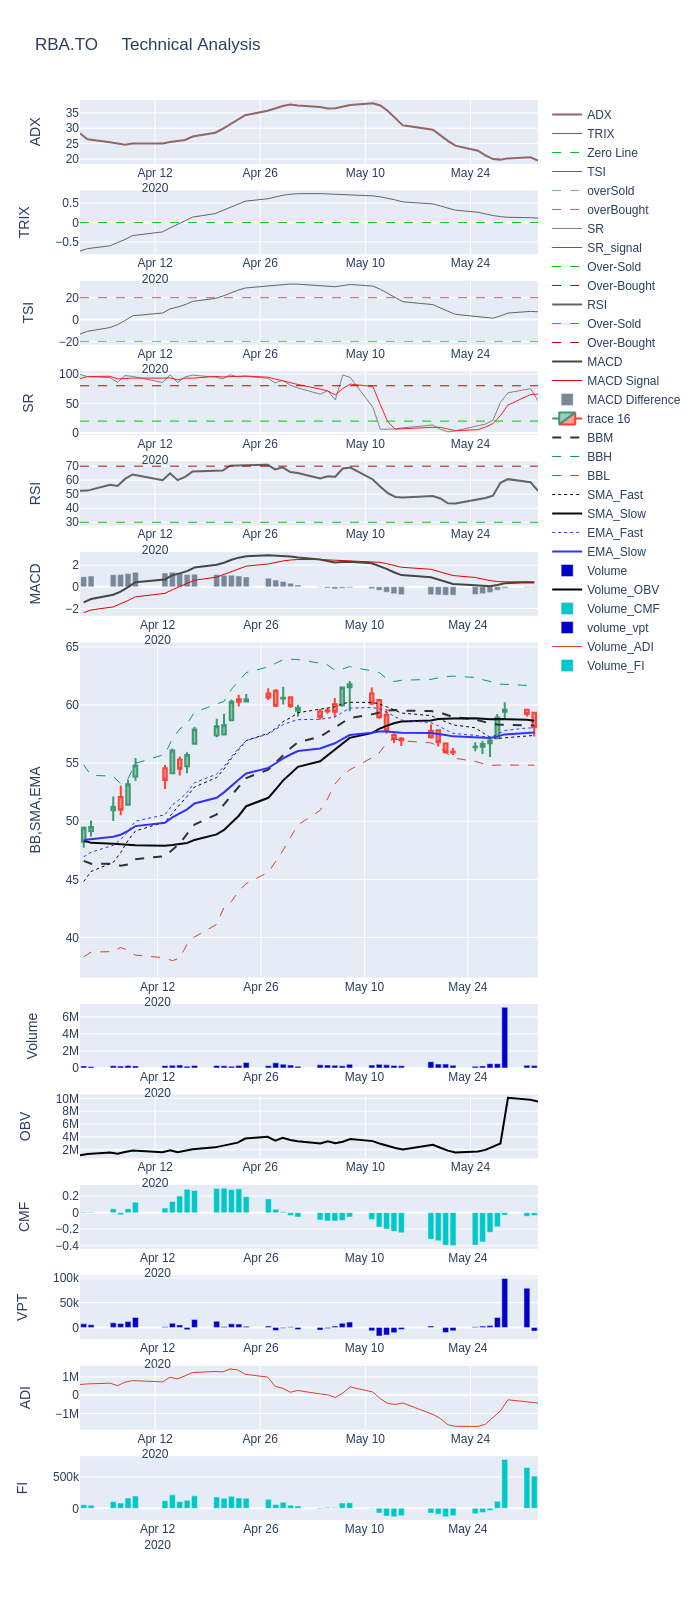 RBA.TO Technical Analysis
ADX
35
30
25
20
Apr 12
2020
Apr 26
May 10
May 24
TRIX
0.5
0
−0.5
Apr 12
2020
Apr 26
May 10
May 24
TSI
20
0
−20
Apr 12
2020
Apr 26
May 10
May 24
SR
100
50
0
Apr 12
2020
Apr 26
May 10
May 24
RSI
70
60
50
40
30
Apr 12
2020
Apr 26
May 10
May 24
MACD
2
0
−2
Apr 12
2020
Apr 26
May 10
May 24
BB,SMA,EMA
65
60
55
50
45
40
Apr 12
2020
Apr 26
May 10
May 24
Volume
6M
4M
2M
0
Apr 12
2020
Apr 26
May 10
May 24
OBV
10M
8M
6M
4M
2M
Apr 12
2020
Apr 26
May 10
May 24
CMF
0.2
0
−0.2
−0.4
Apr 12
2020
Apr 26
May 10
May 24
VPT
100k
50k
0
Apr 12
2020
Apr 26
May 10
May 24
ADI
1M
0
−1M
Apr 12
2020
Apr 26
May 10
May 24
FI
500k
0
Apr 12
2020
Apr 26
May 10
May 24
ADX
TRIX
Zero Line
TSI
overSold
overBought
SR
SR_signal
Over-Sold
Over-Bought
RSI
Over-Sold
Over-Bought
MACD
MACD Signal
MACD Difference
trace 16
BBM
BBH
BBL
SMA_Fast
SMA_Slow
EMA_Fast
EMA_Slow
Volume
Volume_OBV
Volume_CMF
volume_vpt
Volume_ADI
Volume_FI